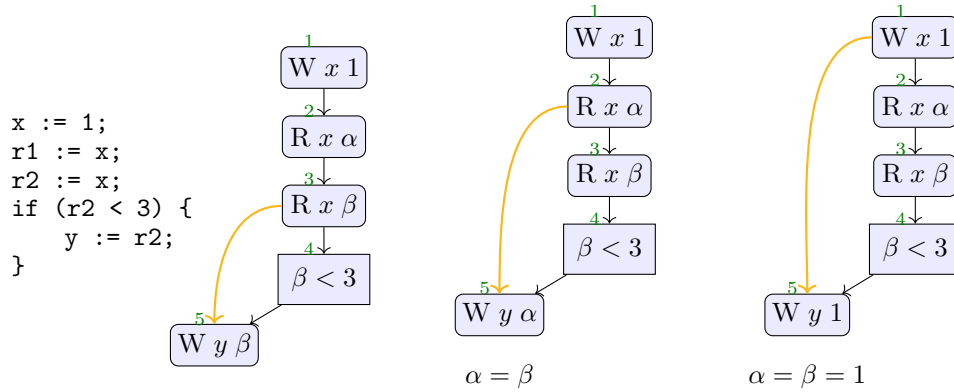 x := 1;
r1 := x;
r2 := x;
if (r2 < 3) {
    y := r2;
}
1
W x 1
2
R x α
3
R x β
4
β < 3
5
W y β
1
W x 1
2
R x α
3
R x β
4
β < 3
5
W y α
α = β
1
W x 1
2
R x α
3
R x β
4
β < 3
5
W y 1
α = β = 1